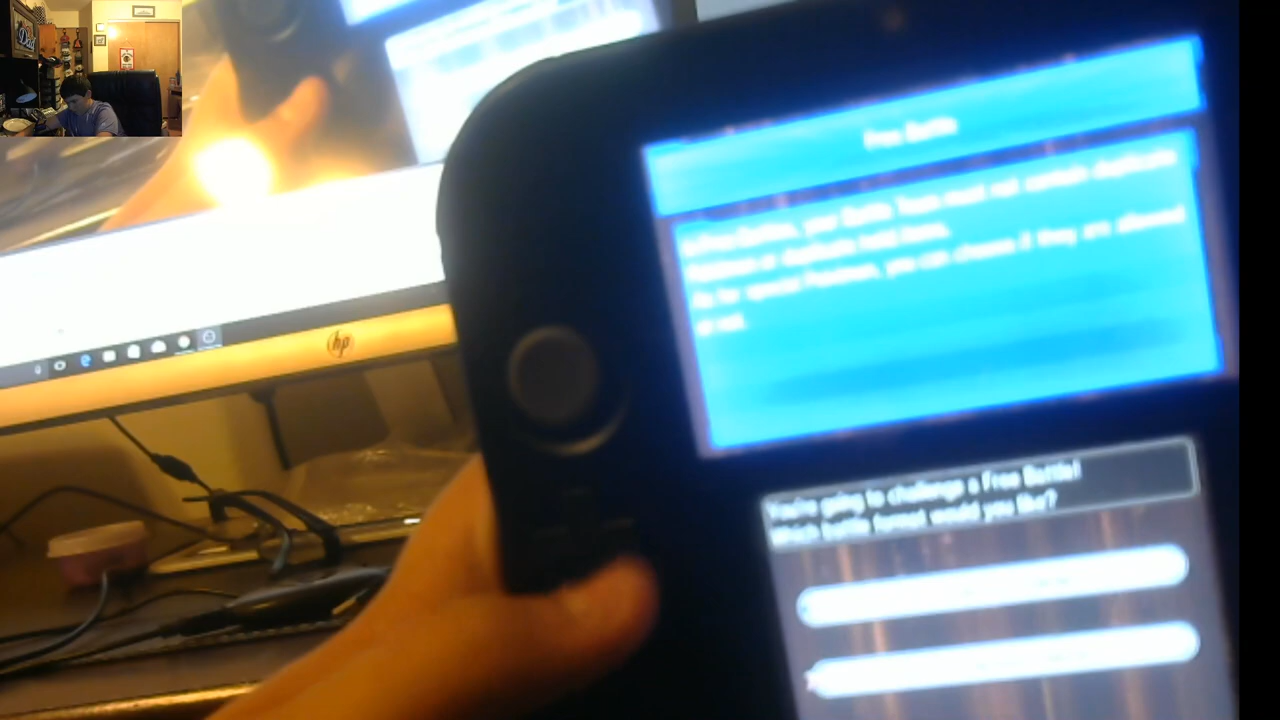 Free Battle
In Free Battles, your Battle Team must not contain duplicate
Pokémon or duplicate held items.
As for special Pokémon, you can choose if they are allowed
or not.
You're going to challenge a Free Battle!
Which battle format would you like?
hp
Dad